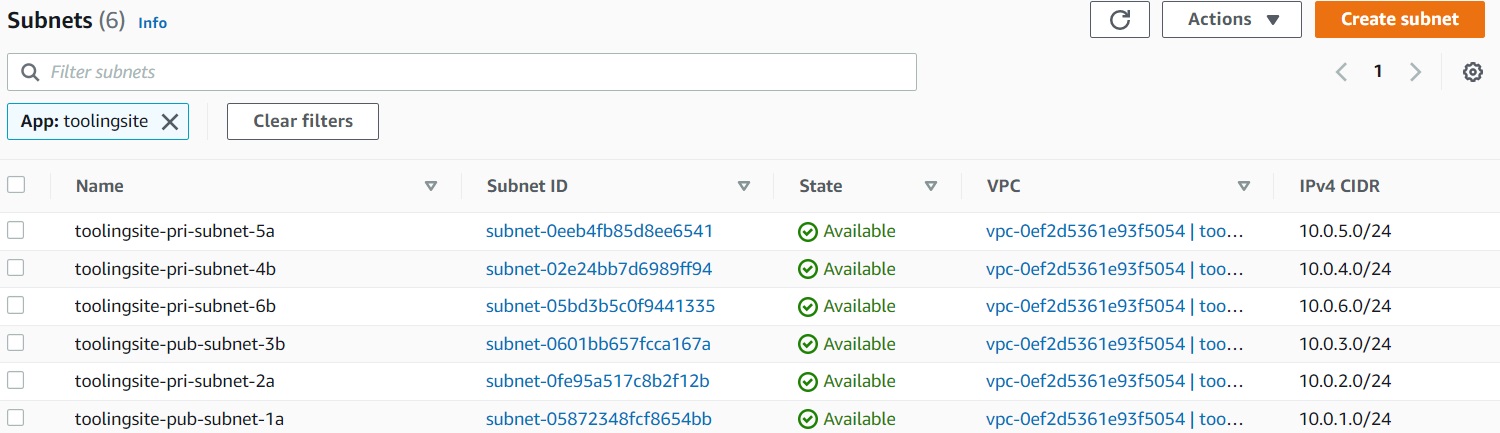 Subnets (6) Info Actions Create subnet
Filter subnets 1
App: toolingsite Clear filters
Name Subnet ID State VPC IPv4 CIDR
toolingsite-pri-subnet-5a subnet-0eeb4fb85d8ee6541 Available vpc-0ef2d5361e93f5054 | too… 10.0.5.0/24
toolingsite-pri-subnet-4b subnet-02e24bb7d6989ff94 Available vpc-0ef2d5361e93f5054 | too… 10.0.4.0/24
toolingsite-pri-subnet-6b subnet-05bd3b5c0f9441335 Available vpc-0ef2d5361e93f5054 | too… 10.0.6.0/24
toolingsite-pub-subnet-3b subnet-0601bb657fcca167a Available vpc-0ef2d5361e93f5054 | too… 10.0.3.0/24
toolingsite-pri-subnet-2a subnet-0fe95a517c8b2f12b Available vpc-0ef2d5361e93f5054 | too… 10.0.2.0/24
toolingsite-pub-subnet-1a subnet-05872348fcf8654bb Available vpc-0ef2d5361e93f5054 | too… 10.0.1.0/24